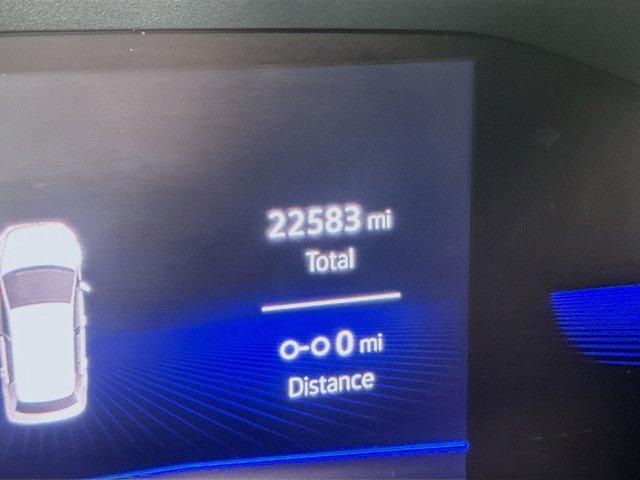 22583 mi
Total
0 mi
Distance